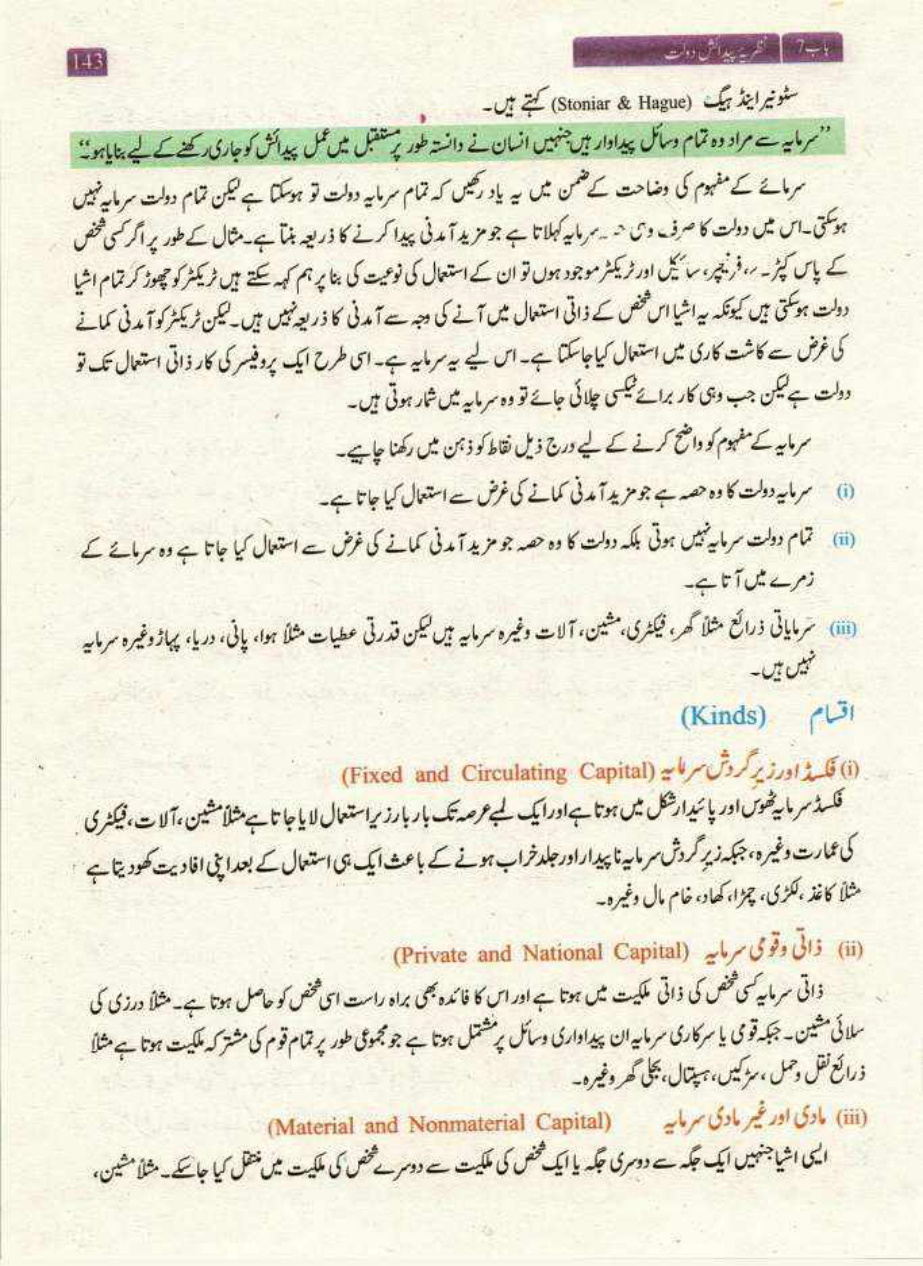 باب 7 نظریہ پیدائش دولت
143
سٹونیر اینڈ ہیگ (Stoniar & Hague) کہتے ہیں۔
”سرمایہ سے مراد وہ تمام وسائل پیداوار ہیں جنہیں انسان نے دانستہ طور پر مستقبل میں عمل پیدائش کو جاری رکھنے کے لیے بنایا ہو“
سرمائے کے مفہوم کی وضاحت کے ضمن میں یہ یاد رکھیں کہ تمام سرمایہ دولت تو ہوسکتا ہے لیکن تمام دولت سرمایہ نہیں
ہوسکتی۔ اس میں دولت کا صرف وہی سرمایہ کہلاتا ہے جو مزید آمدنی پیدا کرنے کا ذریعہ بنتا ہے۔ مثال کے طور پر اگر کسی شخص
کے پاس فرنیچر، سائیکل اور ٹریکٹر موجود ہوں تو ان کے استعمال کی نوعیت کی بنا پر ہم کہہ سکتے ہیں ٹریکٹر کو چھوڑ کر تمام اشیا
دولت ہوسکتی ہیں کیونکہ یہ اشیا اس شخص کے ذاتی استعمال میں آنے کی وجہ سے آمدنی کا ذریعہ نہیں ہیں۔ لیکن ٹریکٹر کو آمدنی کمانے
کی غرض سے کاشت کاری میں استعمال کیا جاسکتا ہے۔ اس لیے یہ سرمایہ ہے۔ اسی طرح ایک پروفیسر کی کار ذاتی استعمال تک تو
دولت ہے لیکن جب وہی کار برائے ٹیکسی چلائی جائے تو وہ سرمایہ میں شمار ہوتی ہیں۔
سرمایہ کے مفہوم کو واضح کرنے کے لیے درج ذیل نقاط کو ذہن میں رکھنا چاہیے۔
(i) سرمایہ دولت کا وہ حصہ ہے جو مزید آمدنی کمانے کی غرض سے استعمال کیا جاتا ہے۔
(ii) تمام دولت سرمایہ نہیں ہوتی بلکہ دولت کا وہ حصہ جو مزید آمدنی کمانے کی غرض سے استعمال کیا جاتا ہے وہ سرمائے کے
زمرے میں آتا ہے۔
(iii) سرمایاتی ذرائع مثلاً گھر، فیکٹری، مشین، آلات وغیرہ سرمایہ ہیں لیکن قدرتی عطیات مثلاً ہوا، پانی، دریا، پہاڑ وغیرہ سرمایہ
نہیں ہیں۔
اقسام (Kinds)
(i) فکسڈ اور زیرِ گردش سرمایہ (Fixed and Circulating Capital)
فکسڈ سرمایہ ٹھوس اور پائیدار شکل میں ہوتا ہے اور ایک لمبے عرصہ تک بار بار زیر استعمال لایا جاتا ہے مثلاً مشین، آلات، فیکٹری
کی عمارت وغیرہ، جبکہ زیرِ گردش سرمایہ ناپیدار اور جلد خراب ہونے کے باعث ایک ہی استعمال کے بعد اپنی افادیت کھو دیتا ہے
مثلاً کاغذ، لکڑی، چمڑا، کھاد، خام مال وغیرہ۔
(ii) ذاتی و قومی سرمایہ (Private and National Capital)
ذاتی سرمایہ کسی شخص کی ذاتی ملکیت میں ہوتا ہے اور اس کا فائدہ بھی براہ راست اسی شخص کو حاصل ہوتا ہے۔ مثلاً درزی کی
سلائی مشین۔ جبکہ قومی یا سرکاری سرمایہ ان پیداواری وسائل پر مشتمل ہوتا ہے جو مجموعی طور پر تمام قوم کی مشترکہ ملکیت ہوتا ہے مثلاً
ذرائع نقل و حمل، سڑکیں، ہسپتال، بجلی گھر وغیرہ۔
(iii) مادی اور غیر مادی سرمایہ (Material and Nonmaterial Capital)
ایسی اشیا جنہیں ایک جگہ سے دوسری جگہ یا ایک شخص کی ملکیت سے دوسرے شخص کی ملکیت میں منتقل کیا جاسکے۔ مثلاً مشین،